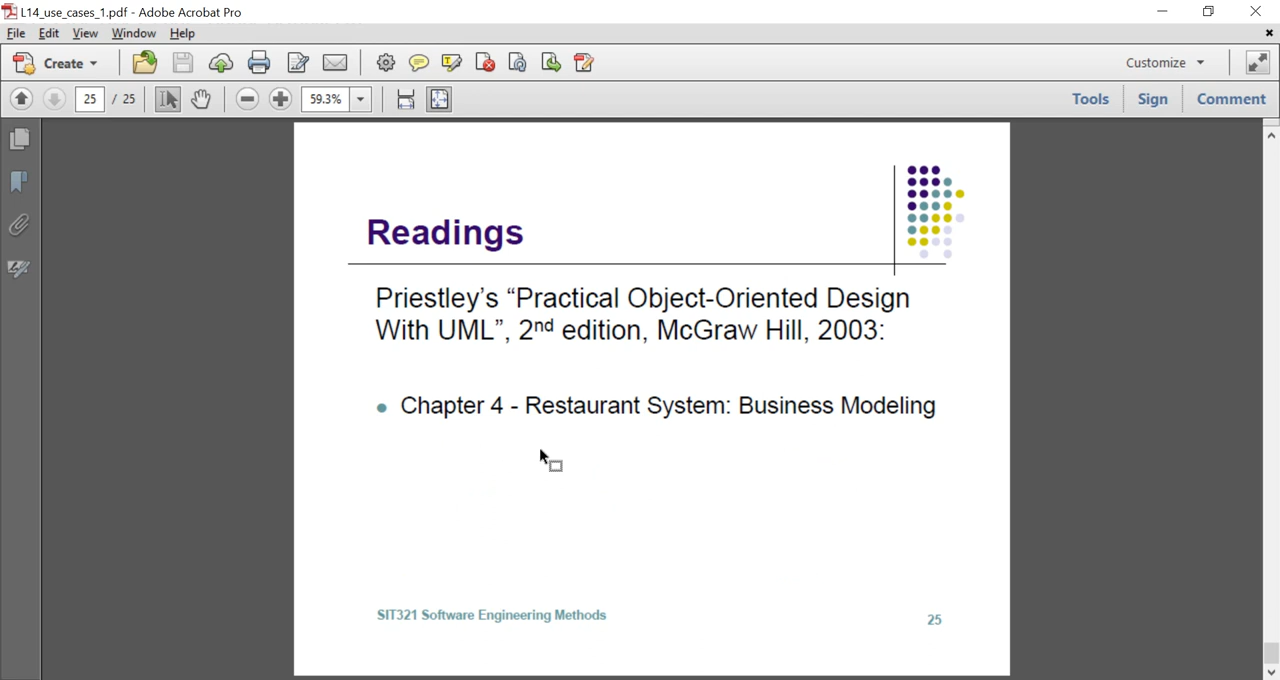 L14_use_cases_1.pdf - Adobe Acrobat Pro
File Edit View Window Help
Create Customize
25 / 25 59.3% Tools Sign Comment
Readings
Priestley's “Practical Object-Oriented Design
With UML”, 2nd edition, McGraw Hill, 2003:
• Chapter 4 - Restaurant System: Business Modeling
SIT321 Software Engineering Methods 25